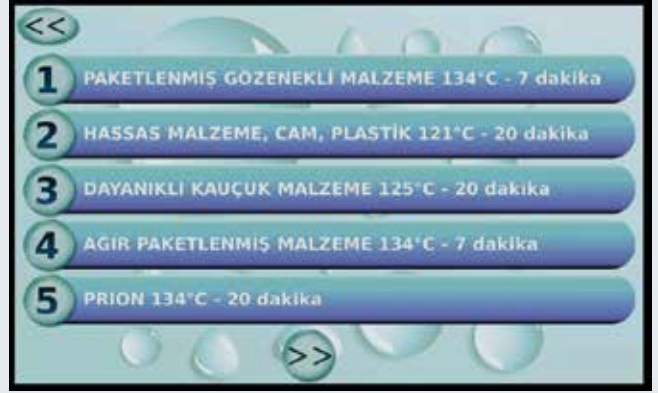 <<
1 PAKETLENMİŞ GÖZENEKLİ MALZEME 134°C - 7 dakika
2 HASSAS MALZEME, CAM, PLASTİK 121°C - 20 dakika
3 DAYANIKLI KAUÇUK MALZEME 125°C - 20 dakika
4 AĞIR PAKETLENMİŞ MALZEME 134°C - 7 dakika
5 PRION 134°C - 20 dakika
>>